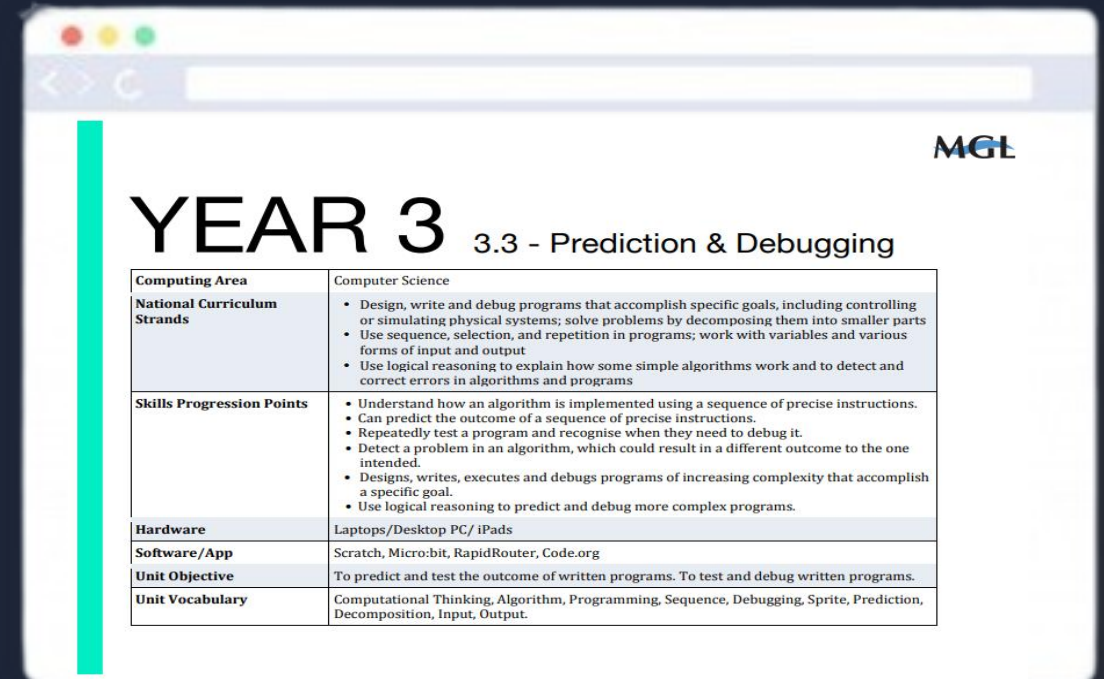 MGL
YEAR 3 3.3 - Prediction & Debugging
Computing Area Computer Science
National Curriculum Strands
• Design, write and debug programs that accomplish specific goals, including controlling
or simulating physical systems; solve problems by decomposing them into smaller parts
• Use sequence, selection, and repetition in programs; work with variables and various
forms of input and output
• Use logical reasoning to explain how some simple algorithms work and to detect and
correct errors in algorithms and programs
Skills Progression Points
• Understand how an algorithm is implemented using a sequence of precise instructions.
• Can predict the outcome of a sequence of precise instructions.
• Repeatedly test a program and recognise when they need to debug it.
• Detect a problem in an algorithm, which could result in a different outcome to the one
intended.
• Designs, writes, executes and debugs programs of increasing complexity that accomplish
a specific goal.
• Use logical reasoning to predict and debug more complex programs.
Hardware Laptops/Desktop PC/ iPads
Software/App Scratch, Micro:bit, RapidRouter, Code.org
Unit Objective To predict and test the outcome of written programs. To test and debug written programs.
Unit Vocabulary Computational Thinking, Algorithm, Programming, Sequence, Debugging, Sprite, Prediction,
Decomposition, Input, Output.